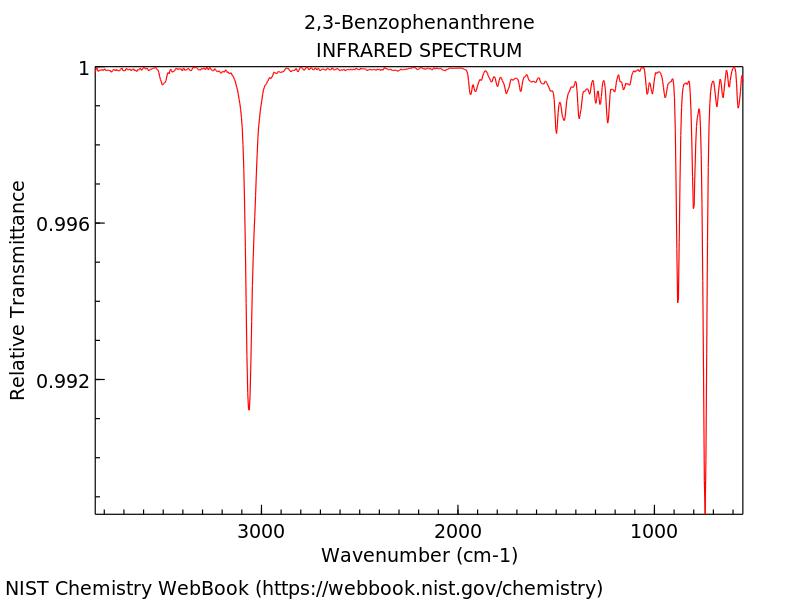 2,3-Benzophenanthrene
INFRARED SPECTRUM
1
0.996
0.992
Relative Transmittance
3000 2000 1000
Wavenumber (cm-1)
NIST Chemistry WebBook (https://webbook.nist.gov/chemistry)